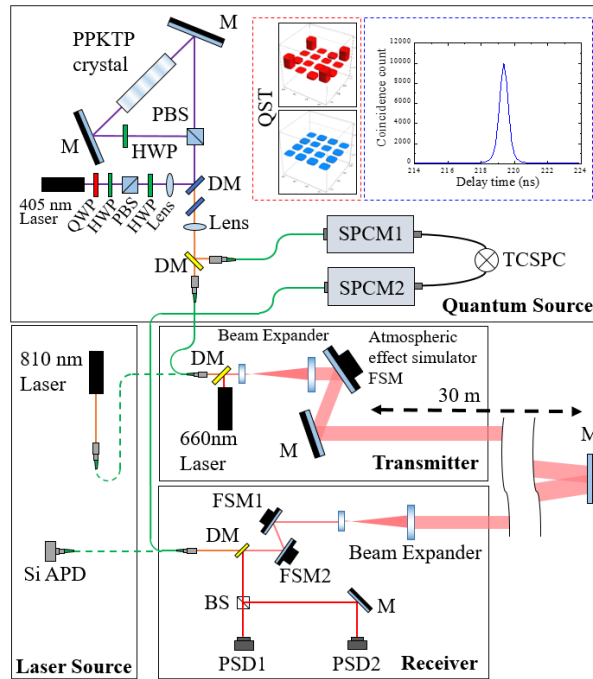 M
PPKTP
crystal
PBS
M
HWP
405 nm
Laser
QWP
HWP
PBS
HWP
Lens
DM
Lens
DM
QST
Coincidence count
12000
10000
8000
6000
4000
2000
0
214
216
218
220
222
224
Delay time (ns)
SPCM1
SPCM2
TCSPC
Quantum Source
810 nm
Laser
Si APD
Laser Source
Beam Expander
DM
660nm
Laser
Atmospheric
effect simulator
FSM
M
Transmitter
30 m
M
FSM1
DM
FSM2
Beam Expander
BS
M
PSD1
PSD2
Receiver